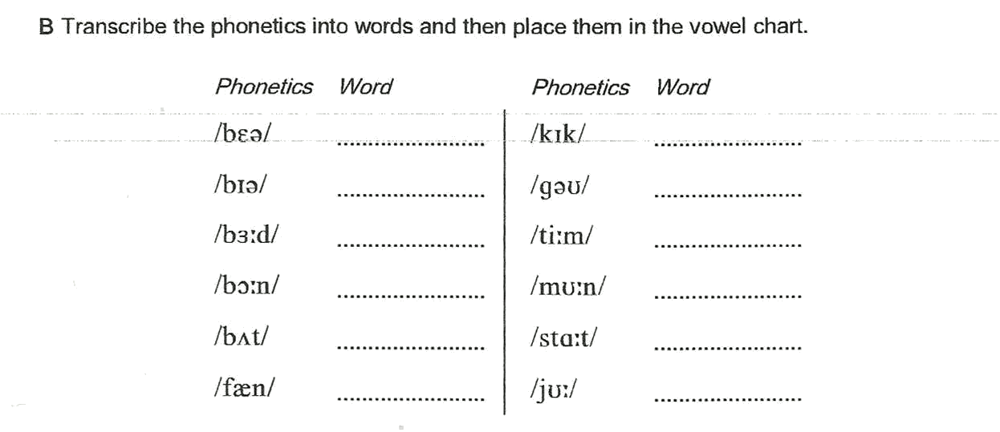 B Transcribe the phonetics into words and then place them in the vowel chart.
Phonetics Word Phonetics Word
/bɛə/ ........................ /kɪk/ ........................
/bɪə/ ........................ /gəʊ/ ........................
/bɜːd/ ........................ /tiːm/ ........................
/bɔːn/ ........................ /mʊːn/ ........................
/bʌt/ ........................ /stɑːt/ ........................
/fæn/ ........................ /jʊː/ ........................